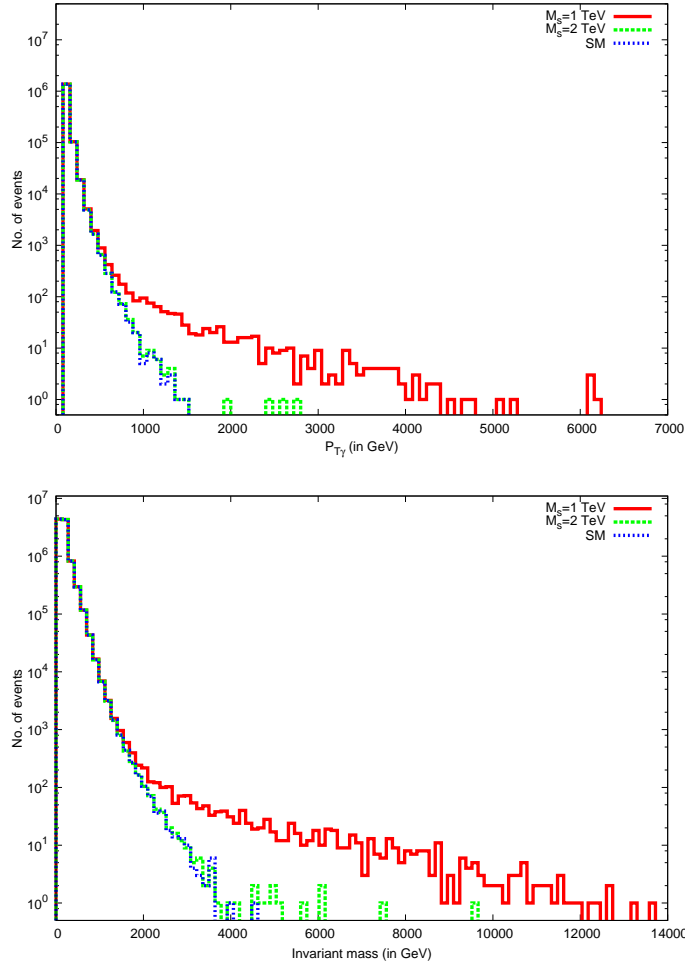 M_s=1 TeV
M_s=2 TeV
SM
No. of events
10^7
10^6
10^5
10^4
10^3
10^2
10^1
10^0
0 1000 2000 3000 4000 5000 6000 7000
P_Tγ (in GeV)
M_s=1 TeV
M_s=2 TeV
SM
No. of events
10^7
10^6
10^5
10^4
10^3
10^2
10^1
10^0
0 2000 4000 6000 8000 10000 12000 14000
Invariant mass (in GeV)